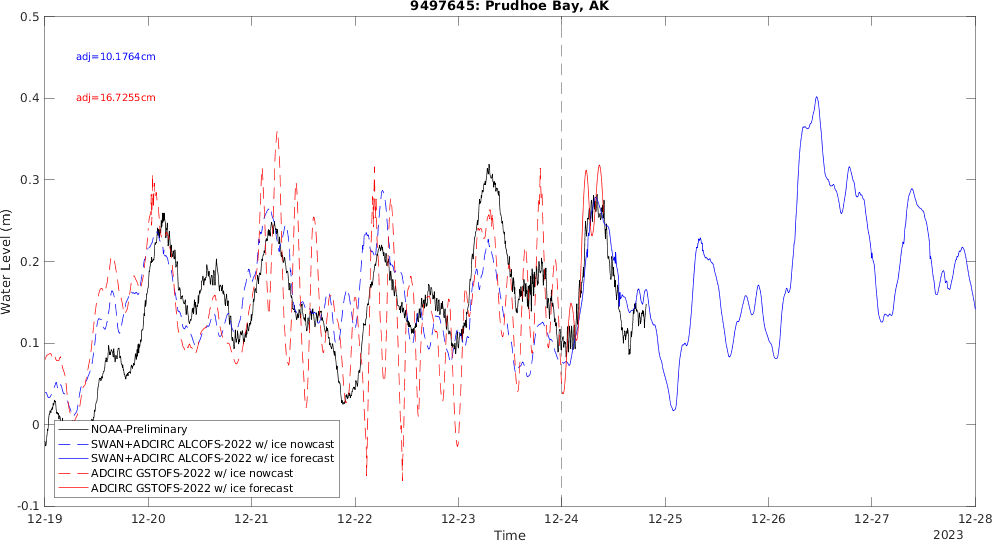 9497645: Prudhoe Bay, AK
adj=10.1764cm
adj=16.7255cm
Water Level (m)
0.5
0.4
0.3
0.2
0.1
0
-0.1
NOAA-Preliminary
SWAN+ADCIRC ALCOFS-2022 w/ ice nowcast
SWAN+ADCIRC ALCOFS-2022 w/ ice forecast
ADCIRC GSTOFS-2022 w/ ice nowcast
ADCIRC GSTOFS-2022 w/ ice forecast
12-19 12-20 12-21 12-22 12-23 12-24 12-25 12-26 12-27 12-28
Time
2023